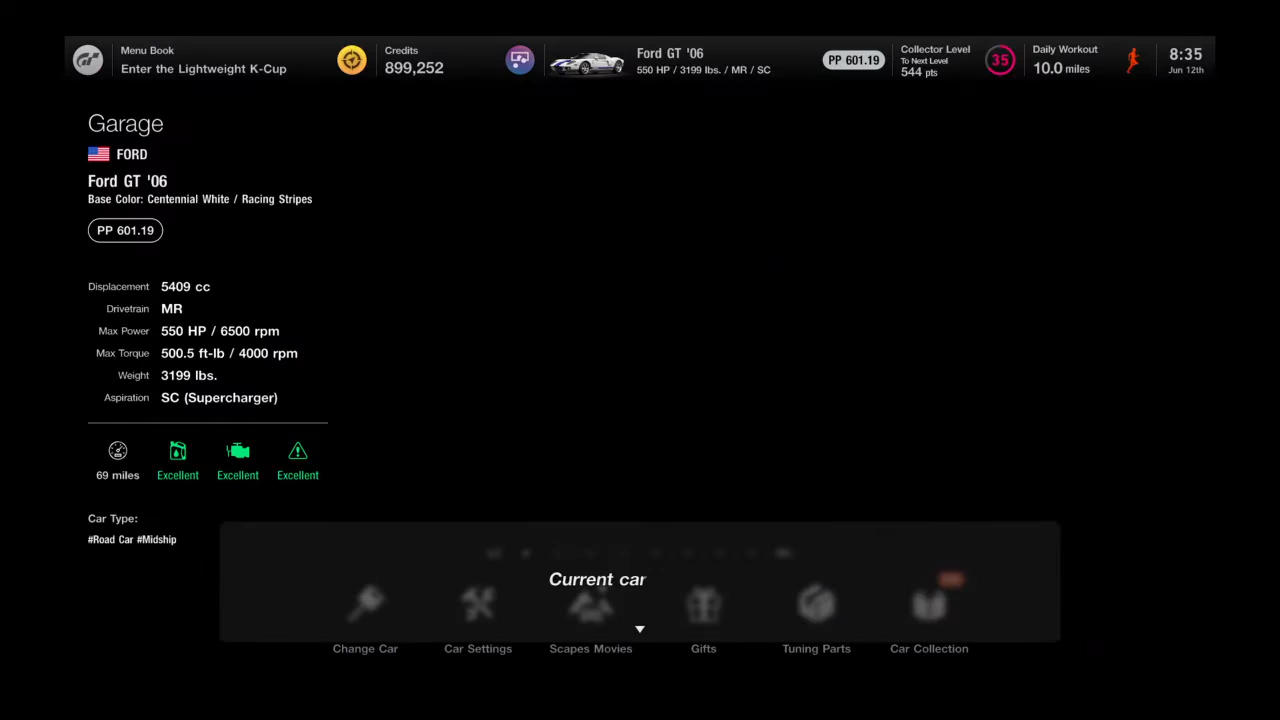 Menu Book
Enter the Lightweight K-Cup
Credits
899,252
Ford GT '06
550 HP / 3199 lbs. / MR / SC
PP 601.19
Collector Level
To Next Level
544 pts
35
Daily Workout
10.0 miles
8:35
Jun 12th
Garage
FORD
Ford GT '06
Base Color: Centennial White / Racing Stripes
PP 601.19
Displacement 5409 cc
Drivetrain MR
Max Power 550 HP / 6500 rpm
Max Torque 500.5 ft-lb / 4000 rpm
Weight 3199 lbs.
Aspiration SC (Supercharger)
69 miles Excellent Excellent Excellent
Car Type:
#Road Car #Midship
Current car
Change Car Car Settings Scapes Movies Gifts Tuning Parts Car Collection